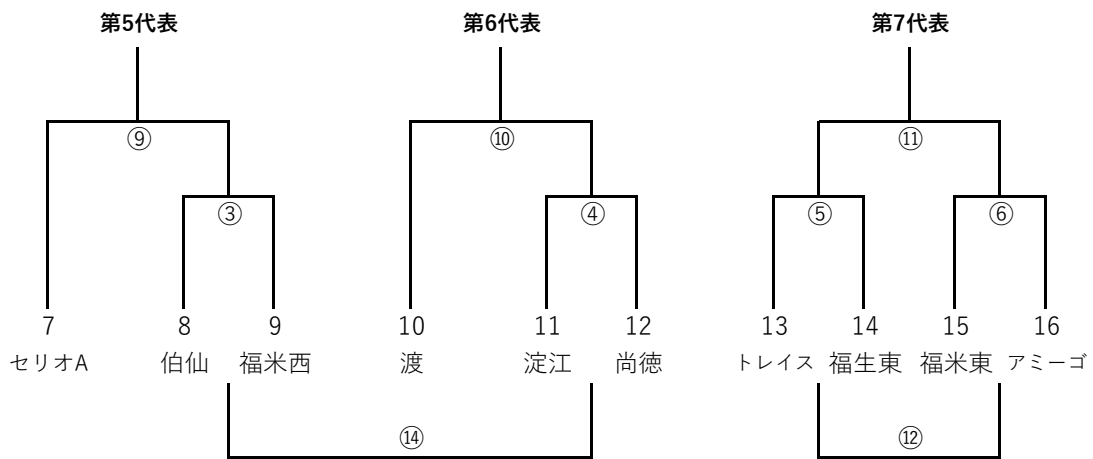 第5代表 第6代表 第7代表
⑨ ⑩ ⑪
③ ④ ⑤ ⑥
7 8 9 10 11 12 13 14 15 16
セリオA 伯仙 福米西 渡 淀江 尚徳 トレイス 福生東 福米東 アミーゴ
⑭ ⑫